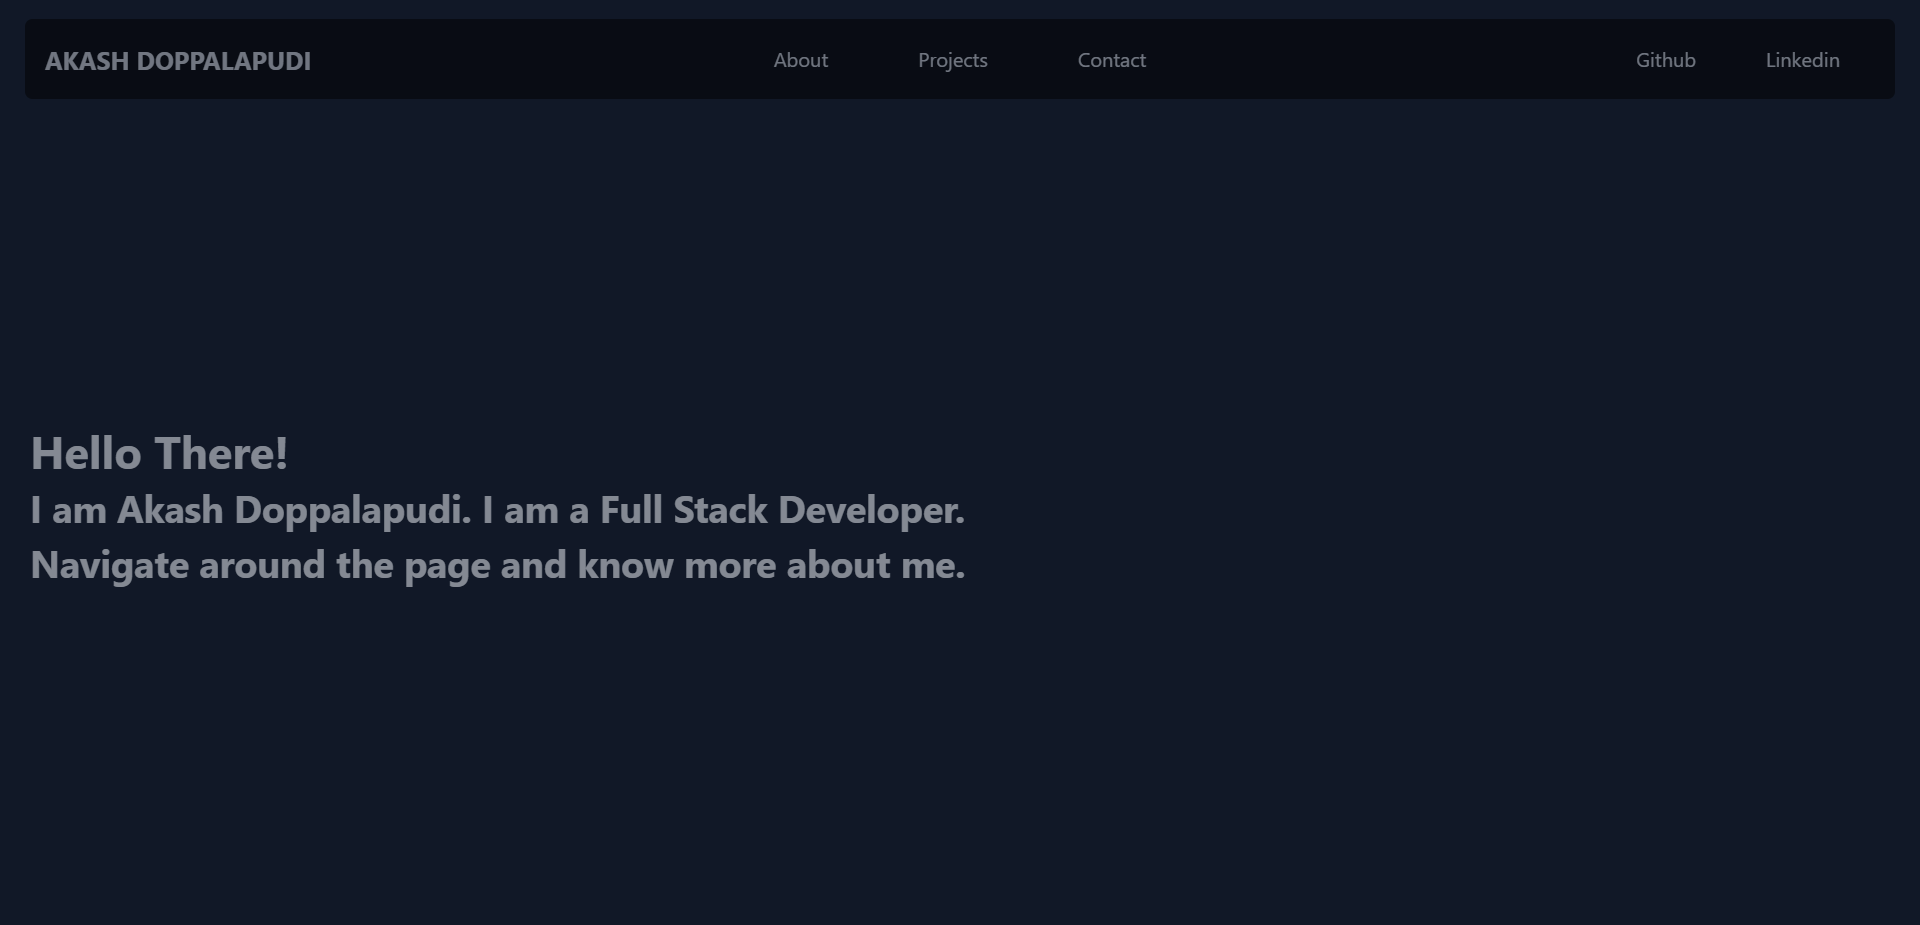 AKASH DOPPALAPUDI About Projects Contact Github Linkedin
Hello There!
I am Akash Doppalapudi. I am a Full Stack Developer.
Navigate around the page and know more about me.